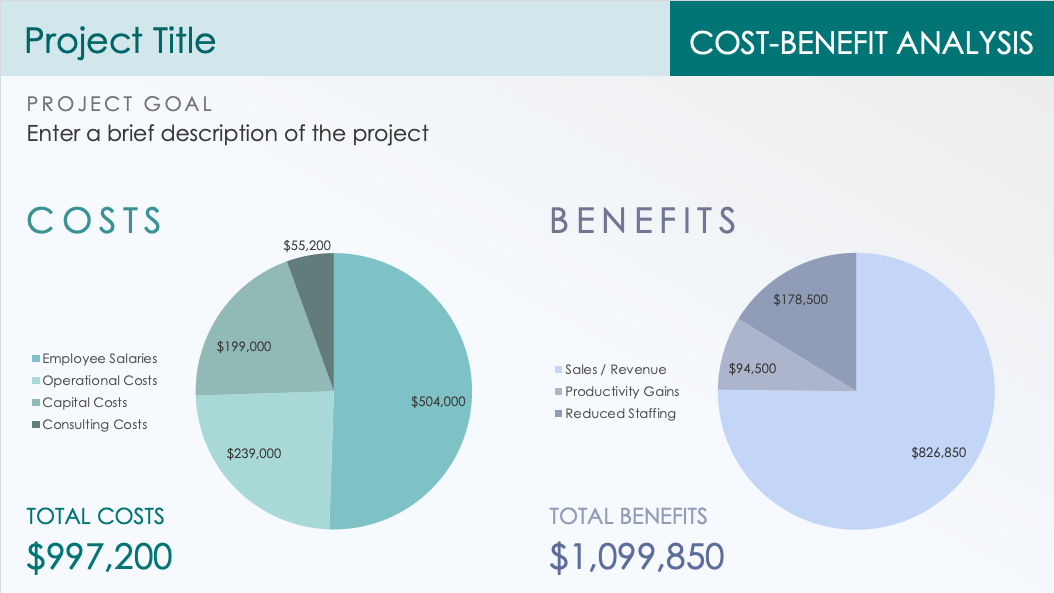 Project Title
COST-BENEFIT ANALYSIS
PROJECT GOAL
Enter a brief description of the project
COSTS
$55,200
$199,000
$504,000
$239,000
Employee Salaries
Operational Costs
Capital Costs
Consulting Costs
TOTAL COSTS
$997,200
BENEFITS
$178,500
$94,500
$826,850
Sales / Revenue
Productivity Gains
Reduced Staffing
TOTAL BENEFITS
$1,099,850